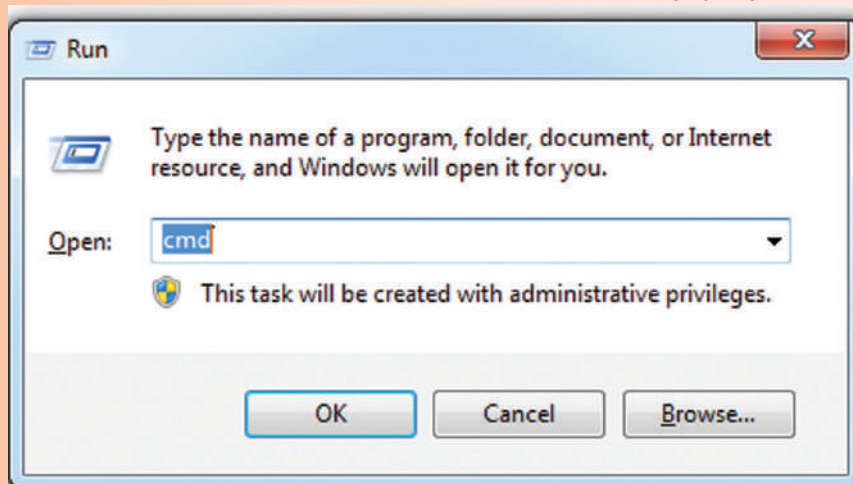 Run
Type the name of a program, folder, document, or Internet
resource, and Windows will open it for you.
Open:
cmd
This task will be created with administrative privileges.
OK Cancel Browse...